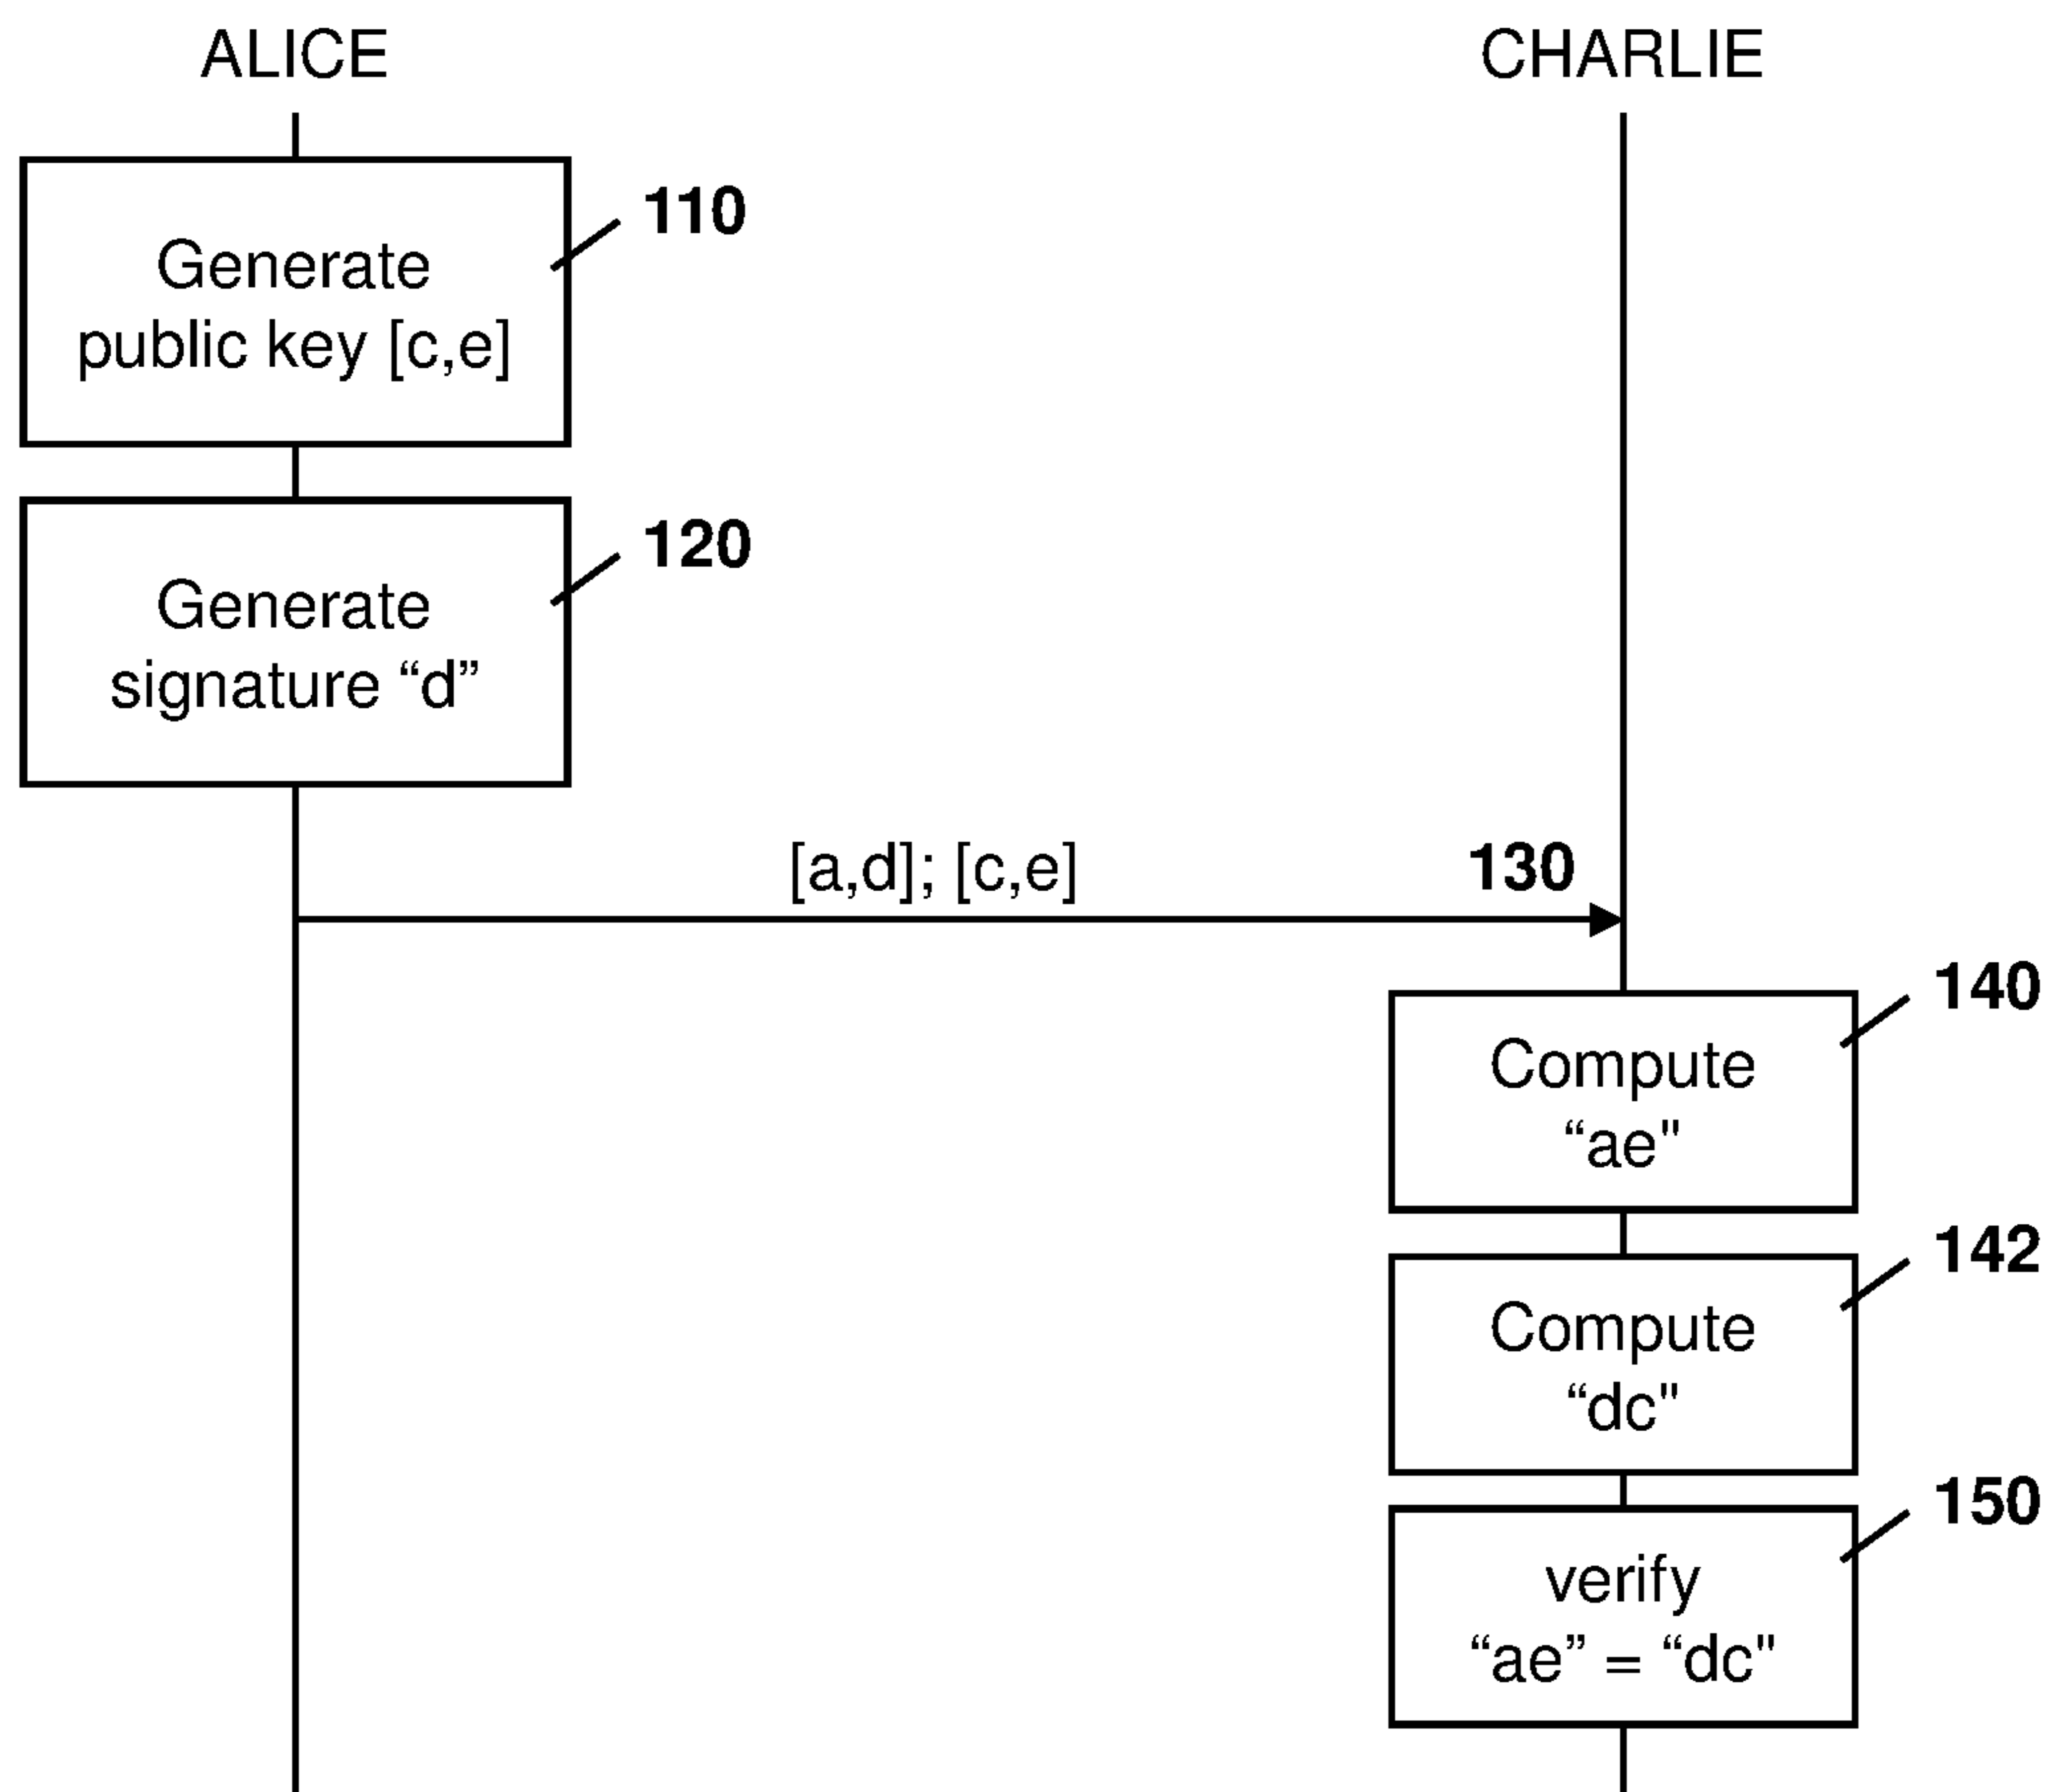 ALICE
CHARLIE
110
Generate
public key [c,e]
120
Generate
signature “d”
[a,d]; [c,e]
130
140
Compute
“ae"
142
Compute
“dc"
150
verify
“ae” = “dc"